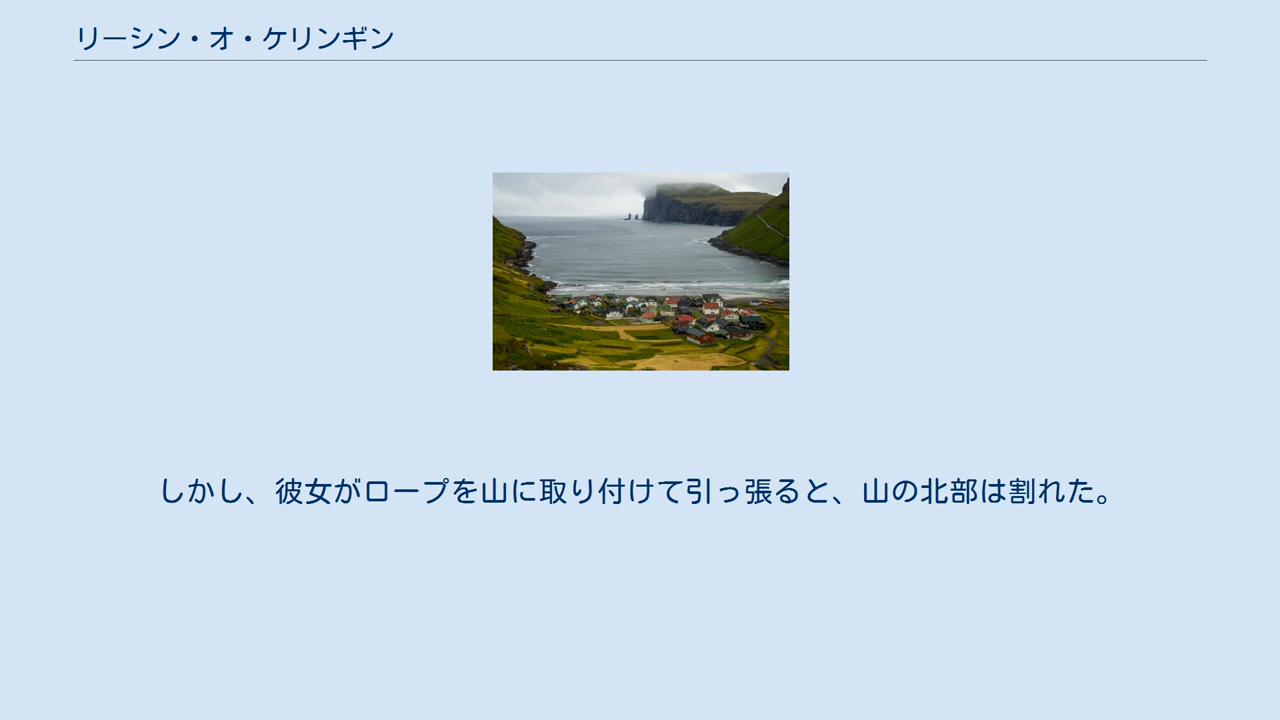 リーシン・オ・ケリンギン
しかし、彼女がロープを山に取り付けて引っ張ると、山の北部は割れた。